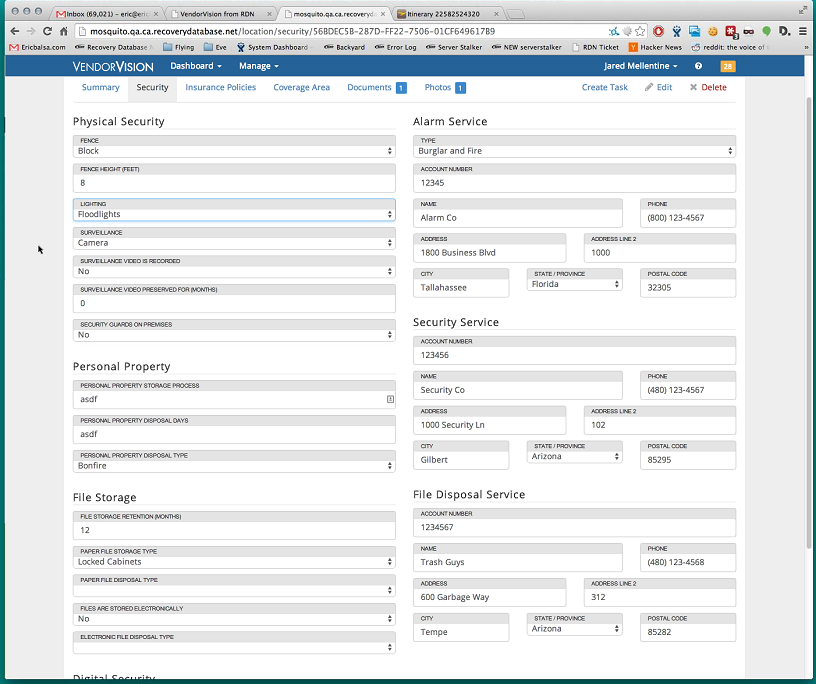 Inbox (69,021) – eric@eri
VendorVision from RDN
mosquito.qa.ca.recovery
Itinerary 22582524320
mosquito.qa.ca.recoverydatabase.net/location/security/56BDEC5B-287D-FF22-7506-01CF649617B9
Ericbalsa.com
Recovery Database
Flying
Eve
System Dashboard
Backyard
Error Log
Server Stalker
NEW serverstalker
RDN Ticket
Hacker News
reddit: the voice of
VENDORVISION
Dashboard
Manage
Jared Mellentine
28
Summary
Security
Insurance Policies
Coverage Area
Documents 1
Photos 1
Create Task
Edit
Delete
Physical Security
FENCE
Block
FENCE HEIGHT (FEET)
8
LIGHTING
Floodlights
SURVEILLANCE
Camera
SURVEILLANCE VIDEO IS RECORDED
No
SURVEILLANCE VIDEO PRESERVED FOR (MONTHS)
0
SECURITY GUARDS ON PREMISES
No
Personal Property
PERSONAL PROPERTY STORAGE PROCESS
asdf
PERSONAL PROPERTY DISPOSAL DAYS
asdf
PERSONAL PROPERTY DISPOSAL TYPE
Bonfire
File Storage
FILE STORAGE RETENTION (MONTHS)
12
PAPER FILE STORAGE TYPE
Locked Cabinets
PAPER FILE DISPOSAL TYPE
FILES ARE STORED ELECTRONICALLY
No
ELECTRONIC FILE DISPOSAL TYPE
Digital Security
Alarm Service
TYPE
Burglar and Fire
ACCOUNT NUMBER
12345
NAME
Alarm Co
PHONE
(800) 123-4567
ADDRESS
1800 Business Blvd
ADDRESS LINE 2
1000
CITY
Tallahassee
STATE / PROVINCE
Florida
POSTAL CODE
32305
Security Service
ACCOUNT NUMBER
123456
NAME
Security Co
PHONE
(480) 123-4567
ADDRESS
1000 Security Ln
ADDRESS LINE 2
102
CITY
Gilbert
STATE / PROVINCE
Arizona
POSTAL CODE
85295
File Disposal Service
ACCOUNT NUMBER
1234567
NAME
Trash Guys
PHONE
(480) 123-4568
ADDRESS
600 Garbage Way
ADDRESS LINE 2
312
CITY
Tempe
STATE / PROVINCE
Arizona
POSTAL CODE
85282